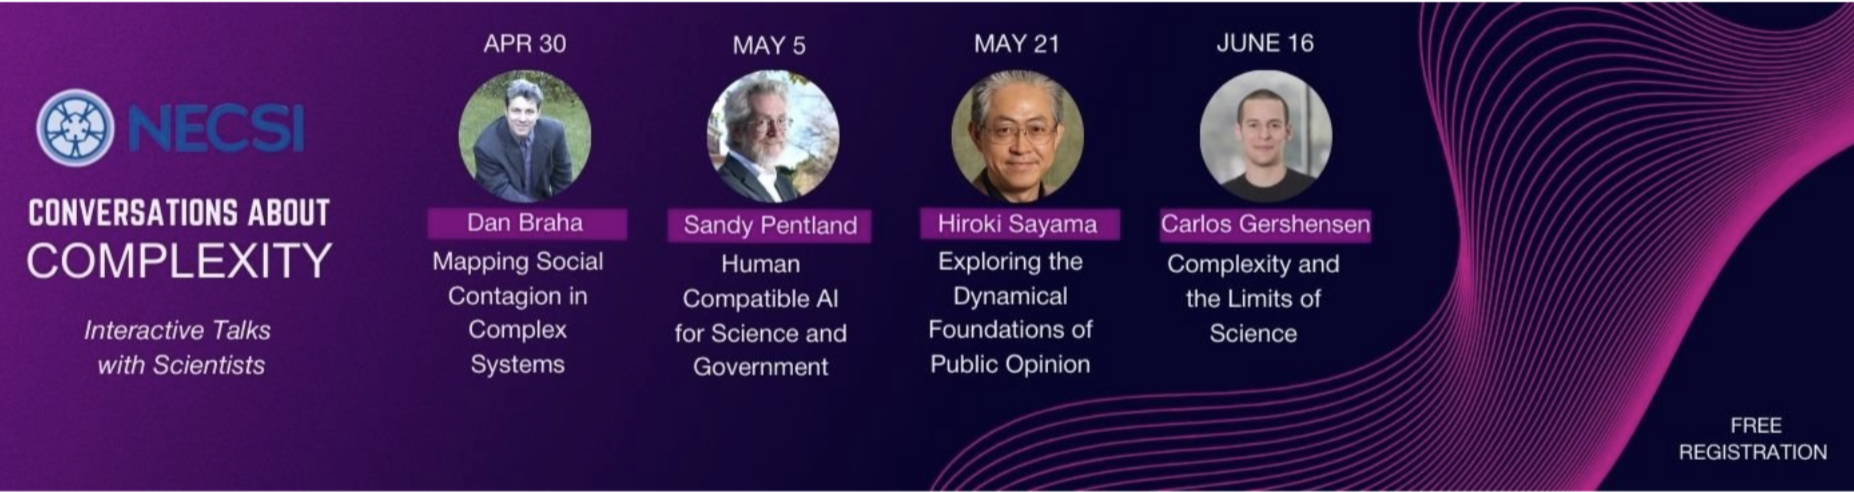 NECSI
CONVERSATIONS ABOUT
COMPLEXITY
Interactive Talks
with Scientists
APR 30
Dan Braha
Mapping Social
Contagion in
Complex
Systems
MAY 5
Sandy Pentland
Human
Compatible AI
for Science and
Government
MAY 21
Hiroki Sayama
Exploring the
Dynamical
Foundations of
Public Opinion
JUNE 16
Carlos Gershensen
Complexity and
the Limits of
Science
FREE
REGISTRATION